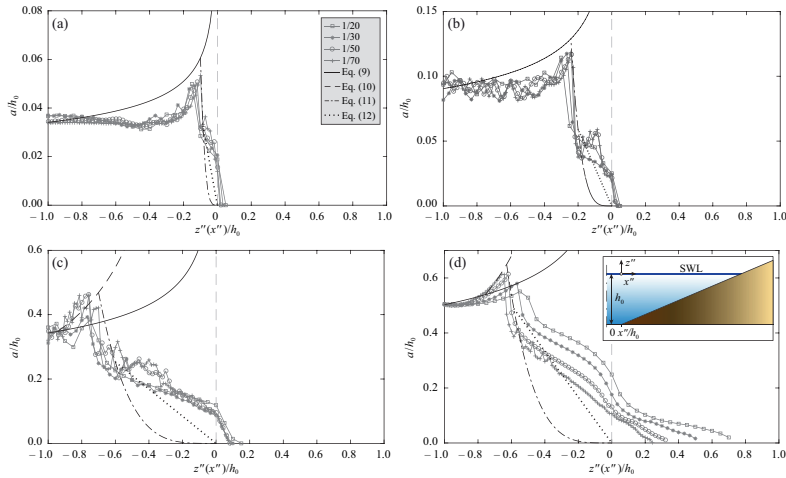 (a)
0.08
0.06
0.04
0.02
0.00
a/h₀
1/20
1/30
1/50
1/70
Eq. (9)
Eq. (10)
Eq. (11)
Eq. (12)
− 1.0 − 0.8 − 0.6 − 0.4 − 0.2 0 0.2 0.4 0.6 0.8 1.0
z″(x″)/h₀
(b)
0.15
0.10
0.05
0.00
a/h₀
− 1.0 − 0.8 − 0.6 − 0.4 − 0.2 0 0.2 0.4 0.6 0.8 1.0
z″(x″)/h₀
(c)
0.6
0.4
0.2
0.0
a/h₀
− 1.0 − 0.8 − 0.6 − 0.4 − 0.2 0 0.2 0.4 0.6 0.8 1.0
z″(x″)/h₀
(d)
0.6
0.4
0.2
0.0
a/h₀
z″
SWL
x″
h₀
0 x″/h₀
− 1.0 − 0.8 − 0.6 − 0.4 − 0.2 0 0.2 0.4 0.6 0.8 1.0
z″(x″)/h₀